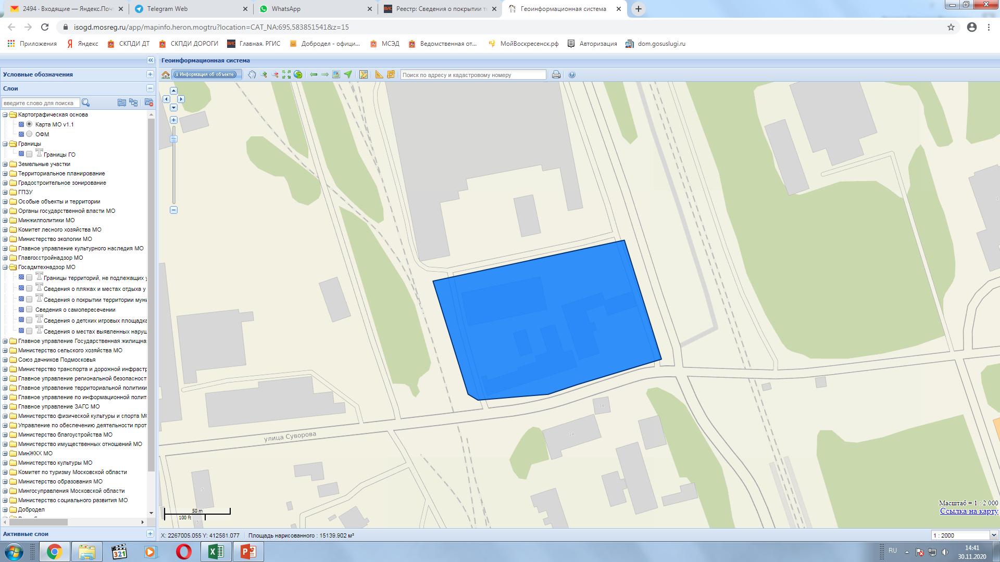 2494 · Входящие — Яндекс.Поч
Telegram Web
WhatsApp
Реестр: Сведения о покрытии т
Геоинформационная система
isogd.mosreg.ru/app/mapinfo.heron.mogtru?location=CAT_NA:695,583851541&z=15
Приложения
Яндекс
СКПДИ ДТ
СКПДИ ДОРОГИ
Главная. РГИС
Добродел - офици...
МСЭД
Ведомственная от...
МойВоскресенск.рф
Авторизация
dom.gosuslugi.ru
Геоинформационная система
Условные обозначения
Информация об объекте
Поиск по адресу и кадастровому номеру
Слои
введите слово для поиска
Картографическая основа
Карта МО v1.1
ОФМ
Границы
Границы ГО
Земельные участки
Территориальное планирование
Градостроительное зонирование
ГПЗУ
Особые объекты и территории
Органы государственной власти МО
Минжилполитики МО
Комитет лесного хозяйства МО
Министерство экологии МО
Главное управление культурного наследия МО
Главгосстройнадзор МО
Госадмтехнадзор МО
Границы территорий, не подлежащих у
Сведения о пляжах и местах отдыха у
Сведения о покрытии территории муни
Сведения о самопересечении
Сведения о детских игровых площадка
Сведения о местах выявленных наруш
Главное управление Государственная жилищна
Министерство сельского хозяйства МО
Союз дачников Подмосковья
Министерство транспорта и дорожной инфрастр
Главное управление региональной безопасност
Главное управление территориальной политики
Главное управление по информационной полит
Главное управление ЗАГС МО
Министерство физической культуры и спорта МО
Управление по обеспечению деятельности прот
Министерство благоустройства МО
Министерство имущественных отношений МО
МинЖКХ МО
Министерство культуры МО
Комитет по туризму Московской области
Министерство образования МО
Мингосуправления Московской области
Министерство социального развития МО
Добродел
Активные слои
улица Суворова
1А
1А
50 m
100 ft
Масштаб = 1 : 2 000
Ссылка на карту
X: 2267005.055 Y: 412581.077
Площадь нарисованного : 15139.902 м²
1 : 2000
321
RU
14:41
30.11.2020